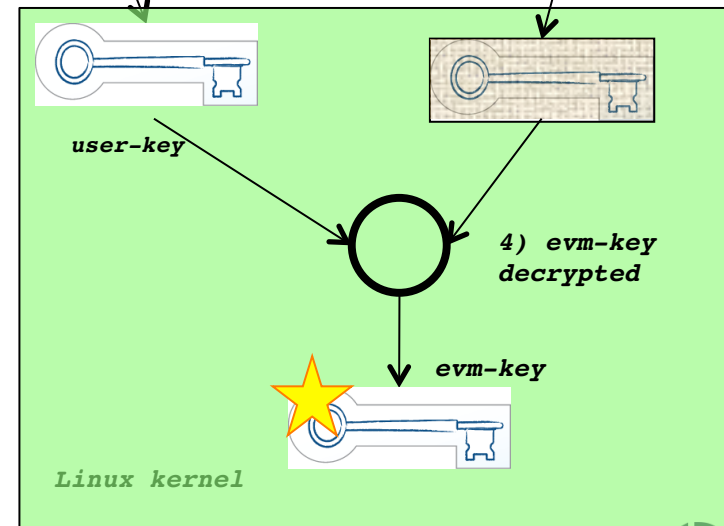 user-key
4) evm-key
decrypted
evm-key
Linux kernel